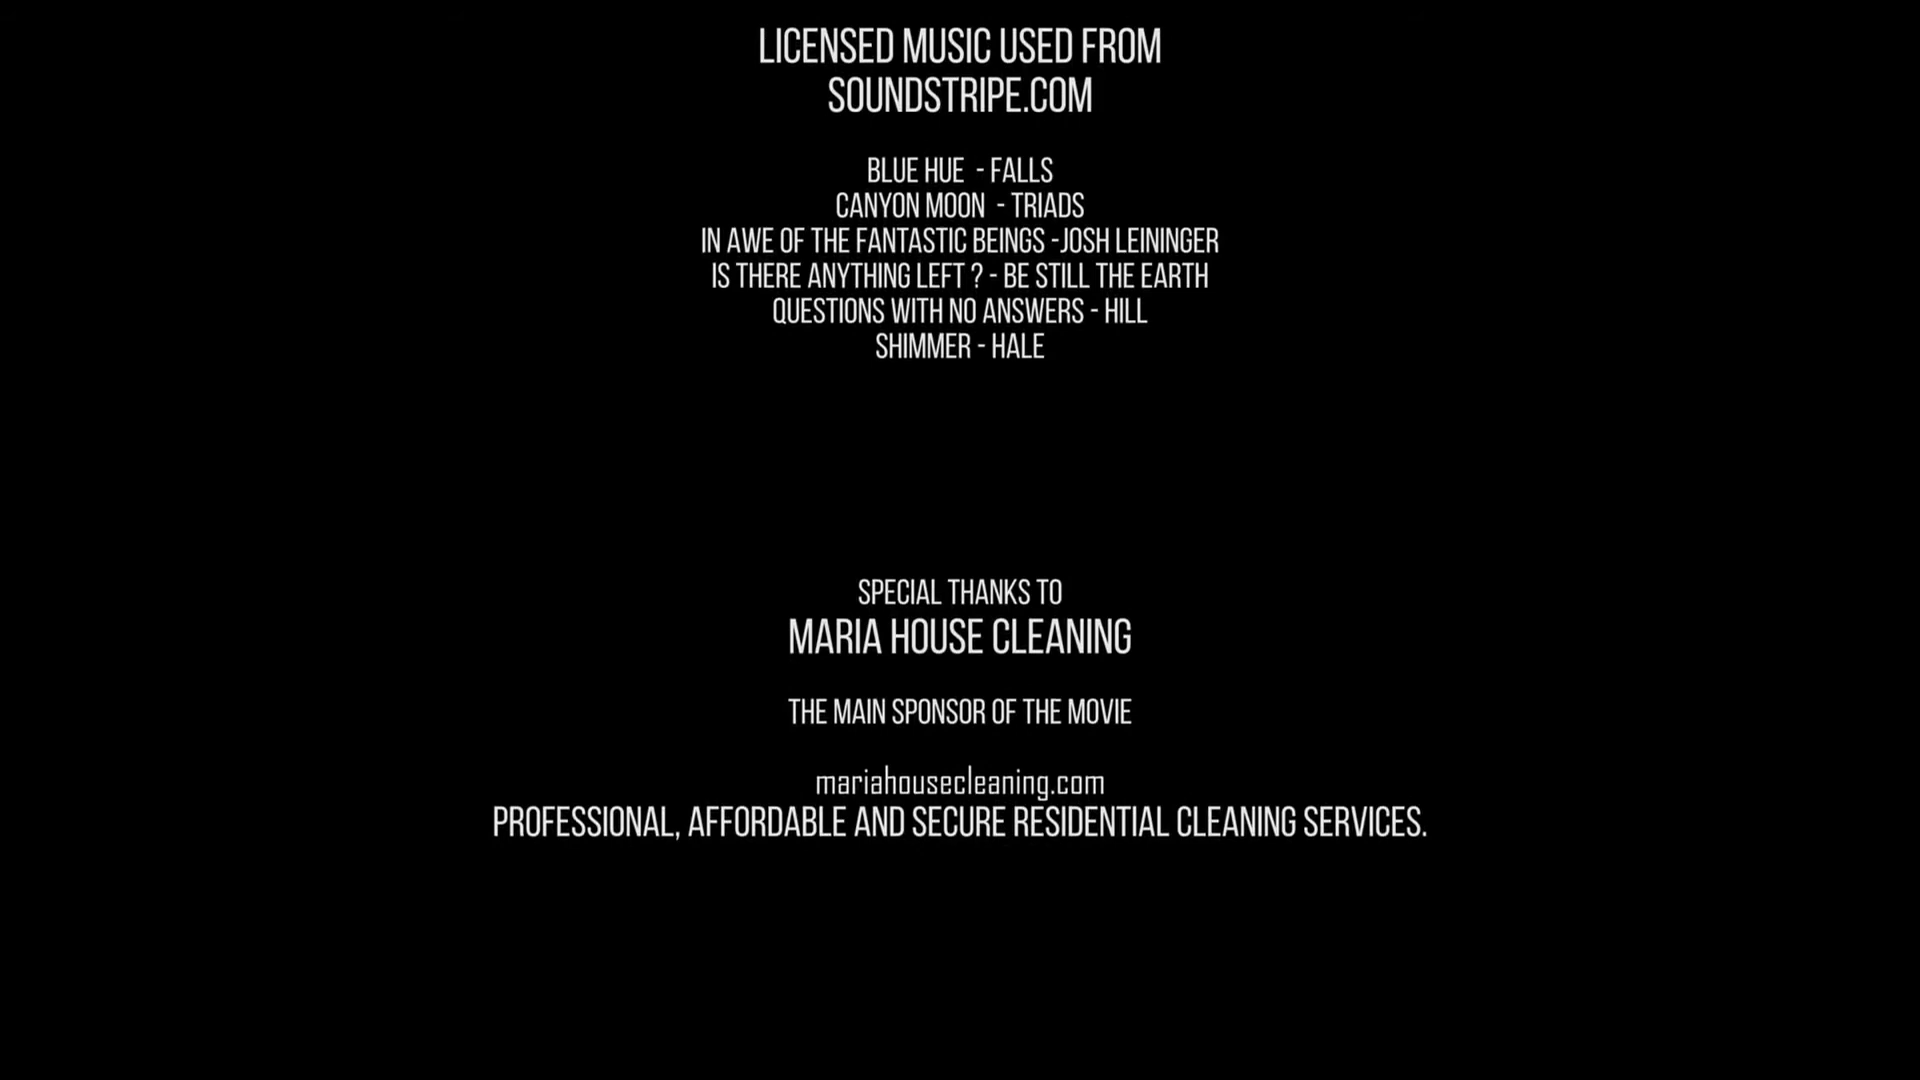 LICENSED MUSIC USED FROM
SOUNDSTRIPE.COM
BLUE HUE - FALLS
CANYON MOON - TRIADS
IN AWE OF THE FANTASTIC BEINGS -JOSH LEININGER
IS THERE ANYTHING LEFT ? - BE STILL THE EARTH
QUESTIONS WITH NO ANSWERS - HILL
SHIMMER - HALE
SPECIAL THANKS TO
MARIA HOUSE CLEANING
THE MAIN SPONSOR OF THE MOVIE
mariahousecleaning.com
PROFESSIONAL, AFFORDABLE AND SECURE RESIDENTIAL CLEANING SERVICES.